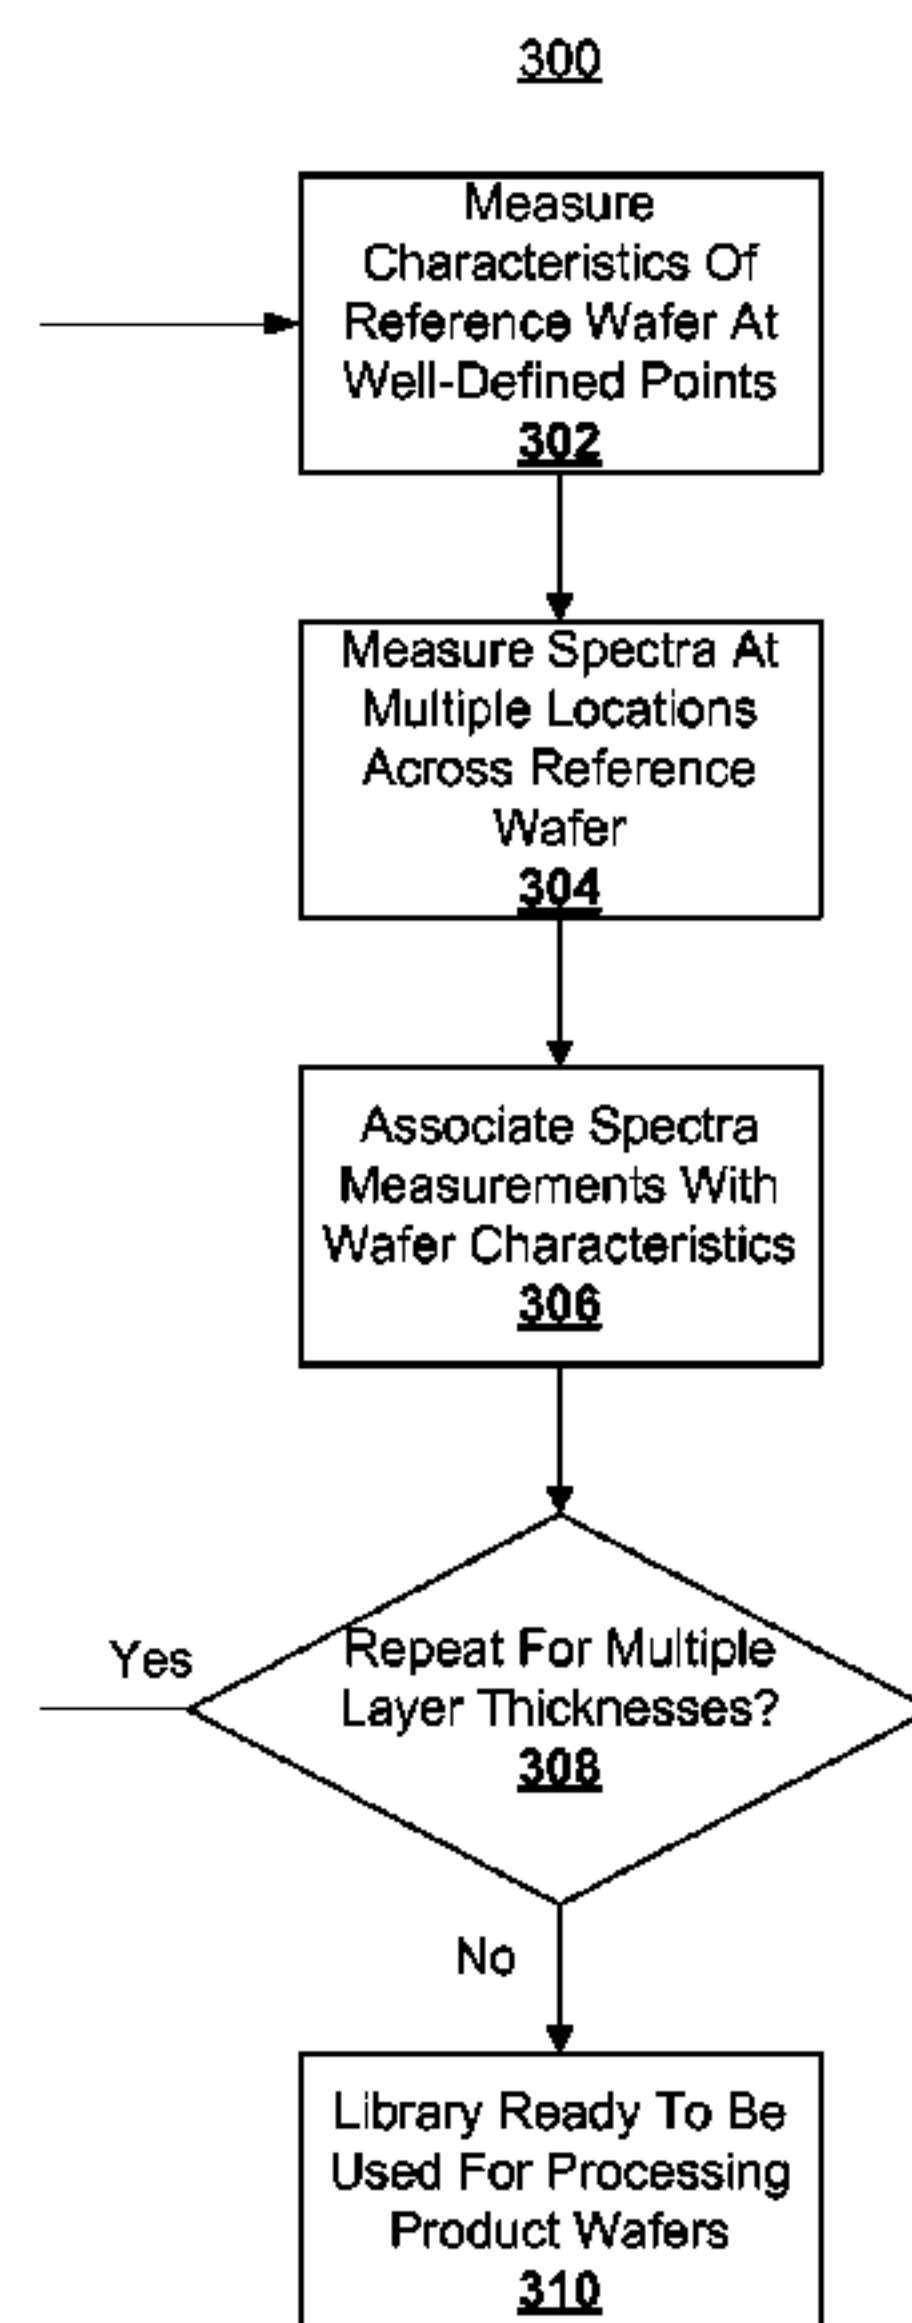 300
Measure
Characteristics Of
Reference Wafer At
Well-Defined Points
302
Measure Spectra At
Multiple Locations
Across Reference
Wafer
304
Associate Spectra
Measurements With
Wafer Characteristics
306
Yes
Repeat For Multiple
Layer Thicknesses?
308
No
Library Ready To Be
Used For Processing
Product Wafers
310